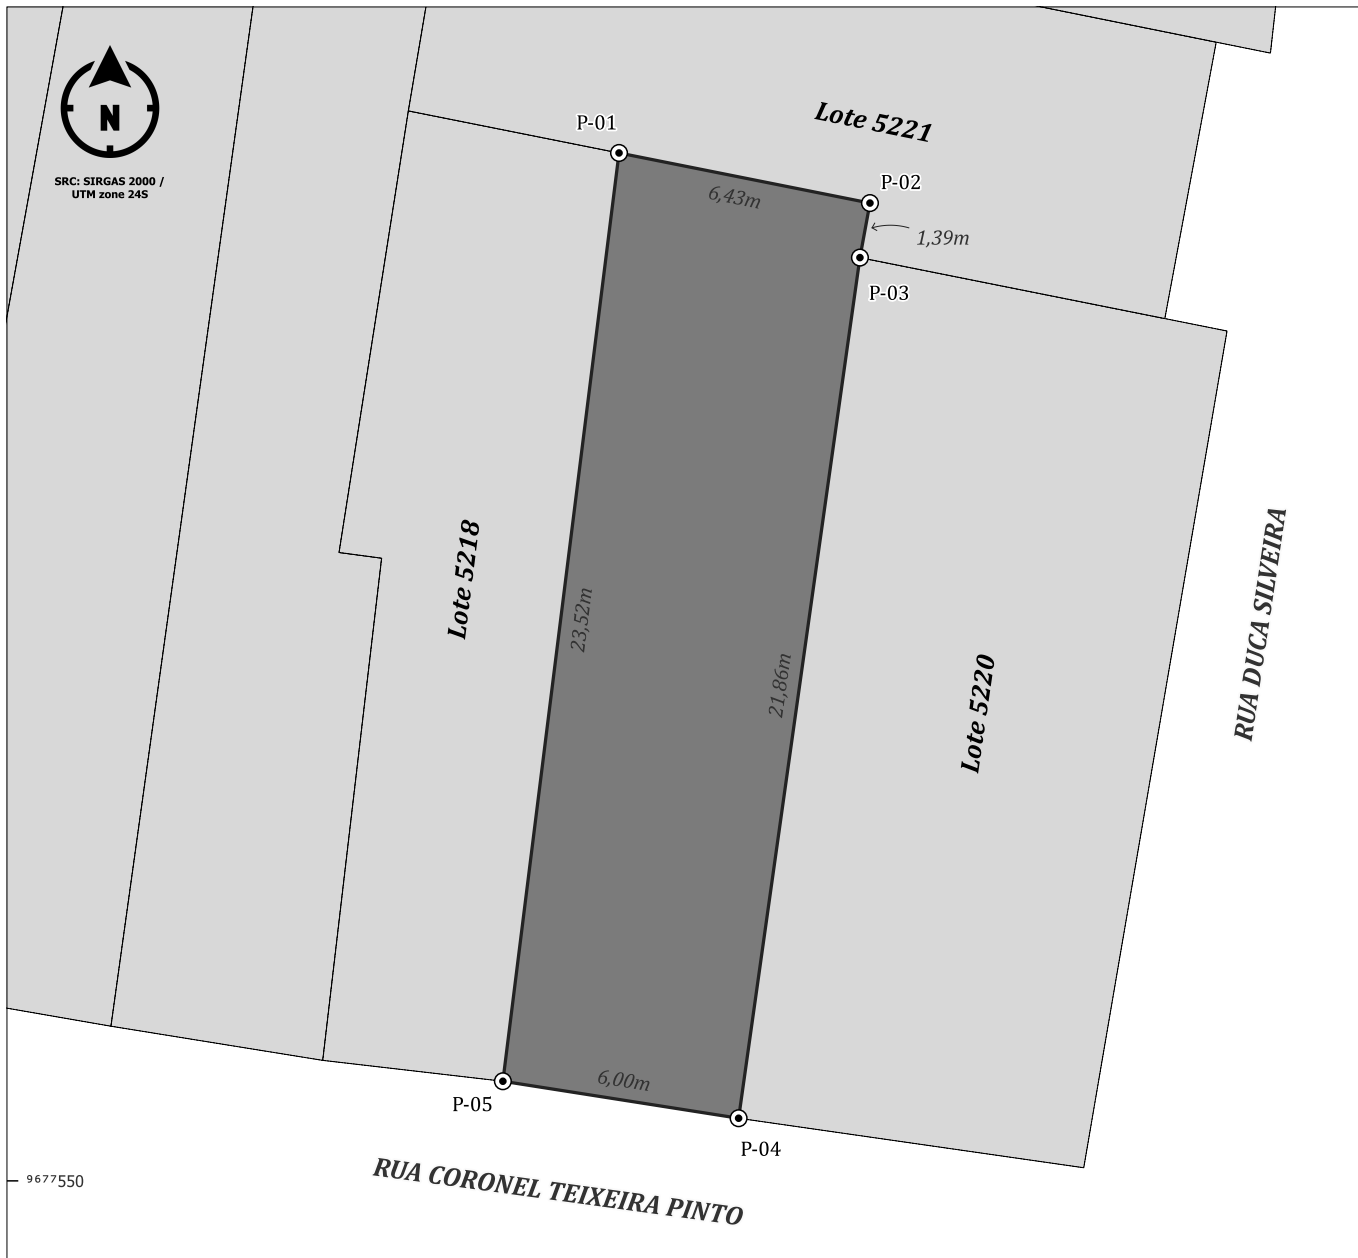 N
SRC: SIRGAS 2000 /
UTM zone 24S
P-01
Lote 5221
6,43m
P-02
1,39m
P-03
Lote 5218
23,52m
21,86m
Lote 5220
RUA DUCA SILVEIRA
6,00m
P-05
P-04
RUA CORONEL TEIXEIRA PINTO
9677550